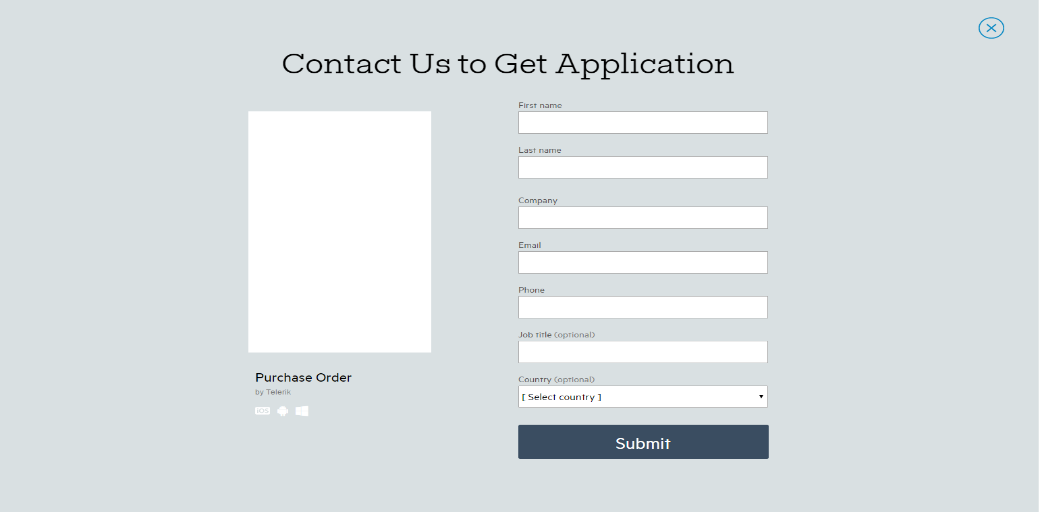 Contact Us to Get Application
First name
Last name
Company
Email
Phone
Job title (optional)
Country (optional)
[ Select country ]
Submit
Purchase Order
by Telerik
iOS